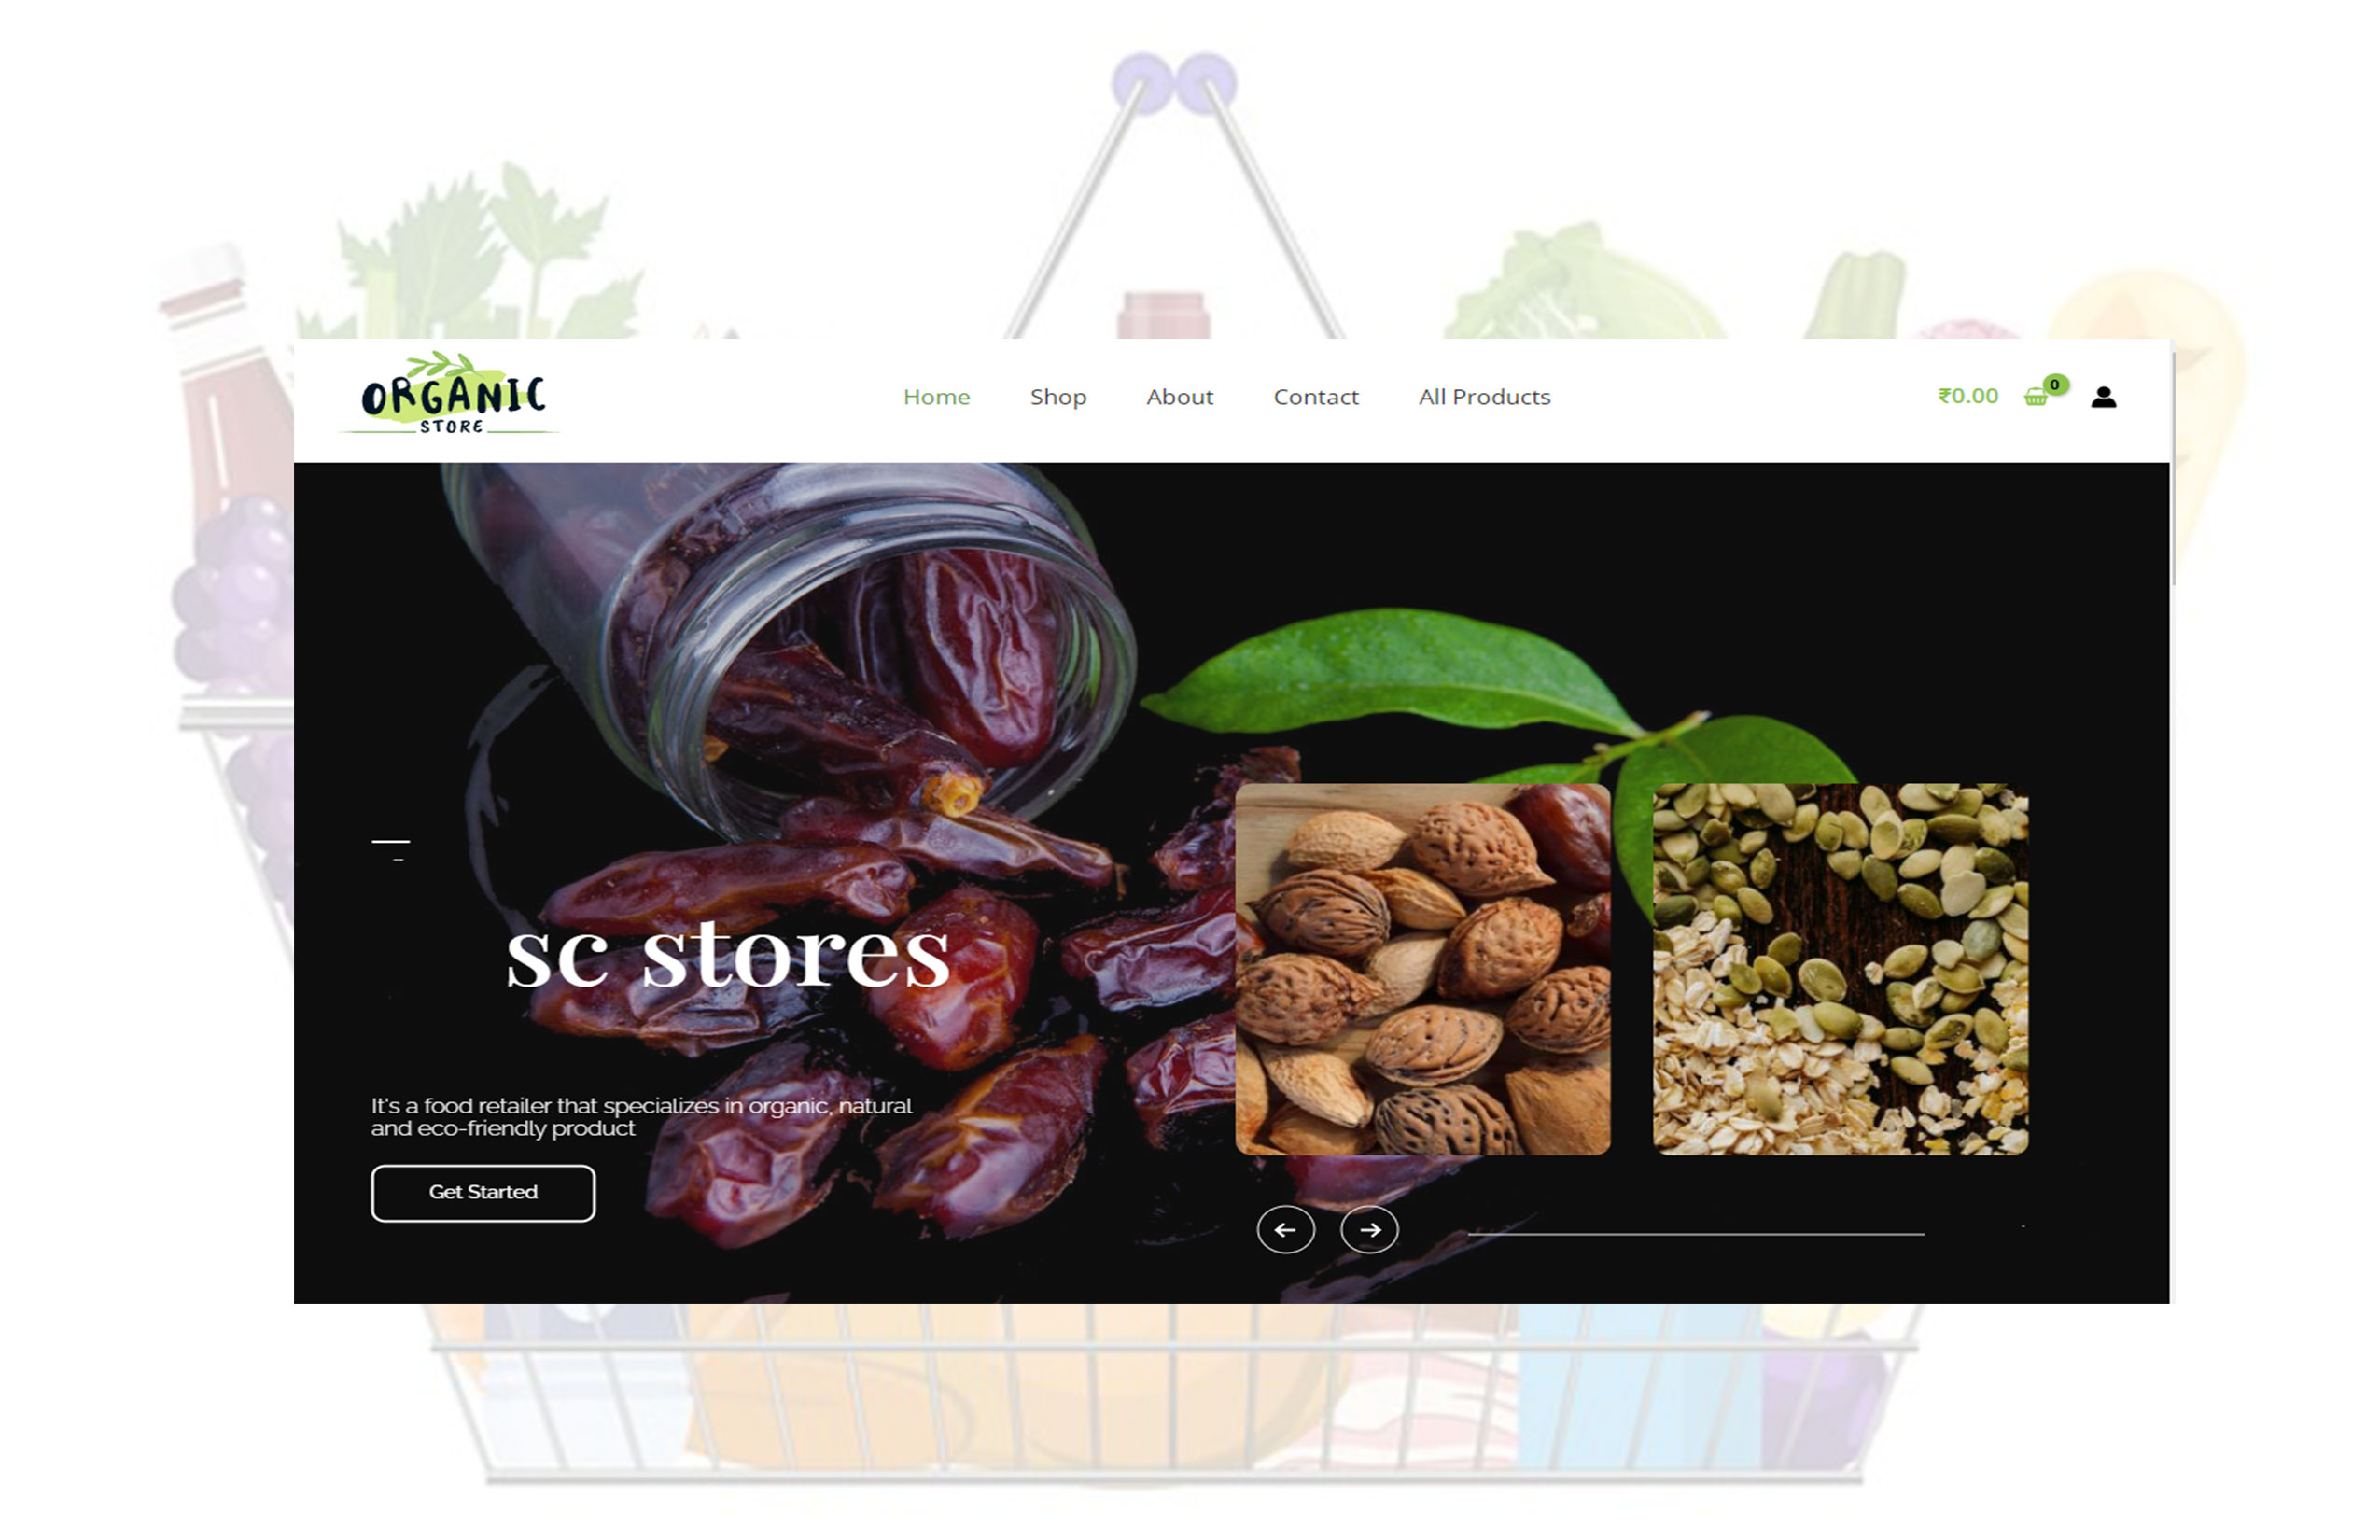 ORGANIC
STORE
Home Shop About Contact All Products
₹0.00 0
sc stores
It's a food retailer that specializes in organic, natural
and eco-friendly product
Get Started